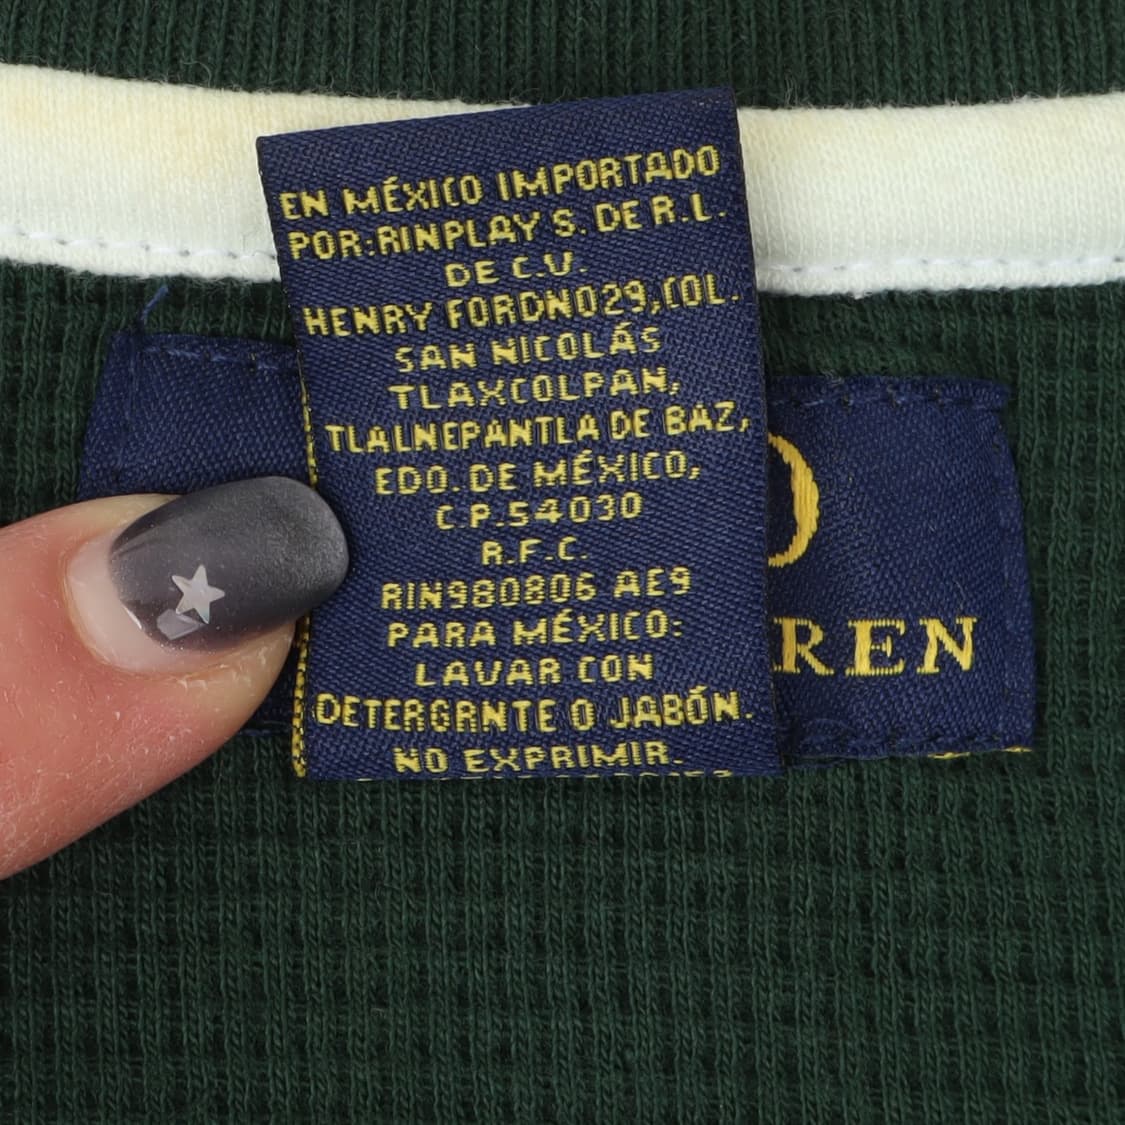 EN MÉXICO IMPORTADO
POR:RINPLAY S. DE R.L.
DE C.V.
HENRY FORDNO29,COL.
SAN NICOLÁS
TLAXCOLPAN,
TLALNEPANTLA DE BAZ,
EDO. DE MÉXICO,
C.P.54030
R.F.C.
RIN980806 AE9
PARA MÉXICO:
LAVAR CON
DETERGRNTE O JABÓN.
NO EXPRIMIR.
O
REN